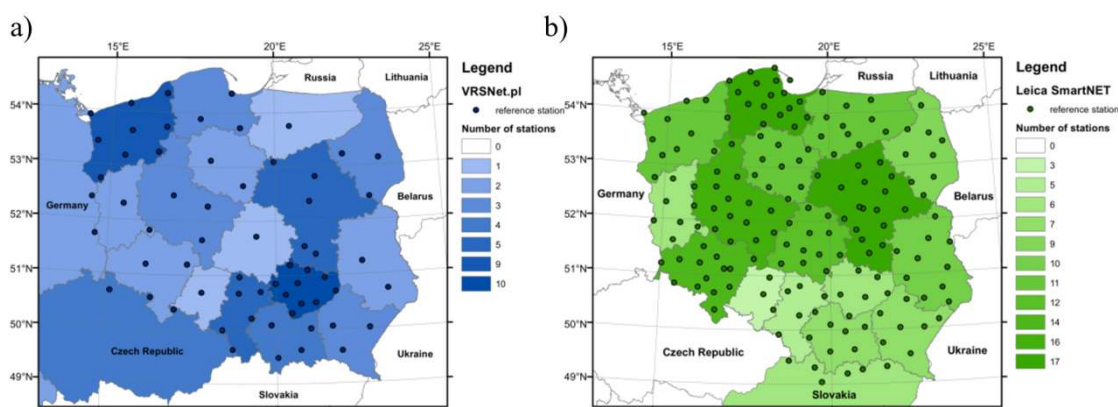 a)
15°E
20°E
25°E
54°N
53°N
52°N
51°N
50°N
49°N
Russia
Lithuania
Belarus
Germany
Czech Republic
Ukraine
Slovakia
Legend
VRSNet.pl
reference station
Number of stations
0
1
2
3
4
5
9
10
b)
15°E
20°E
25°E
54°N
53°N
52°N
51°N
50°N
49°N
Russia
Lithuania
Belarus
Germany
Czech Republic
Ukraine
Slovakia
Legend
Leica SmartNET
reference station
Number of stations
0
3
5
6
7
9
10
11
12
14
16
17